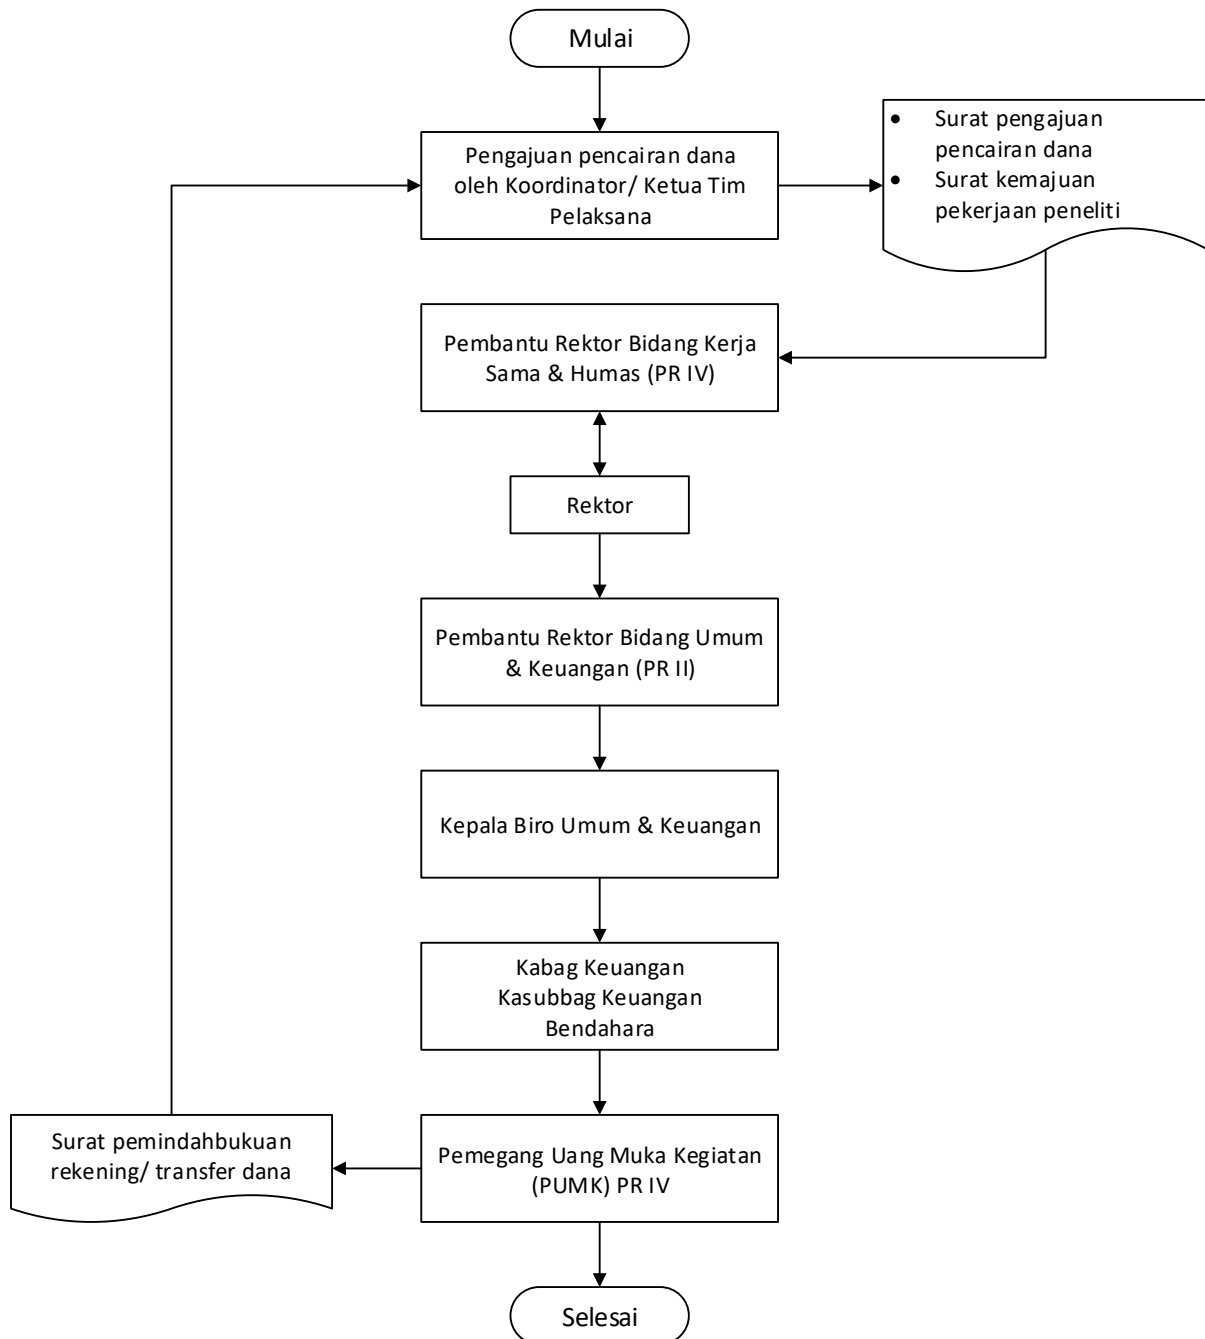 Mulai
Pengajuan pencairan dana
oleh Koordinator/ Ketua Tim
Pelaksana
• Surat pengajuan
pencairan dana
• Surat kemajuan
pekerjaan peneliti
Pembantu Rektor Bidang Kerja
Sama & Humas (PR IV)
Rektor
Pembantu Rektor Bidang Umum
& Keuangan (PR II)
Kepala Biro Umum & Keuangan
Kabag Keuangan
Kasubbag Keuangan
Bendahara
Surat pemindahbukuan
rekening/ transfer dana
Pemegang Uang Muka Kegiatan
(PUMK) PR IV
Selesai